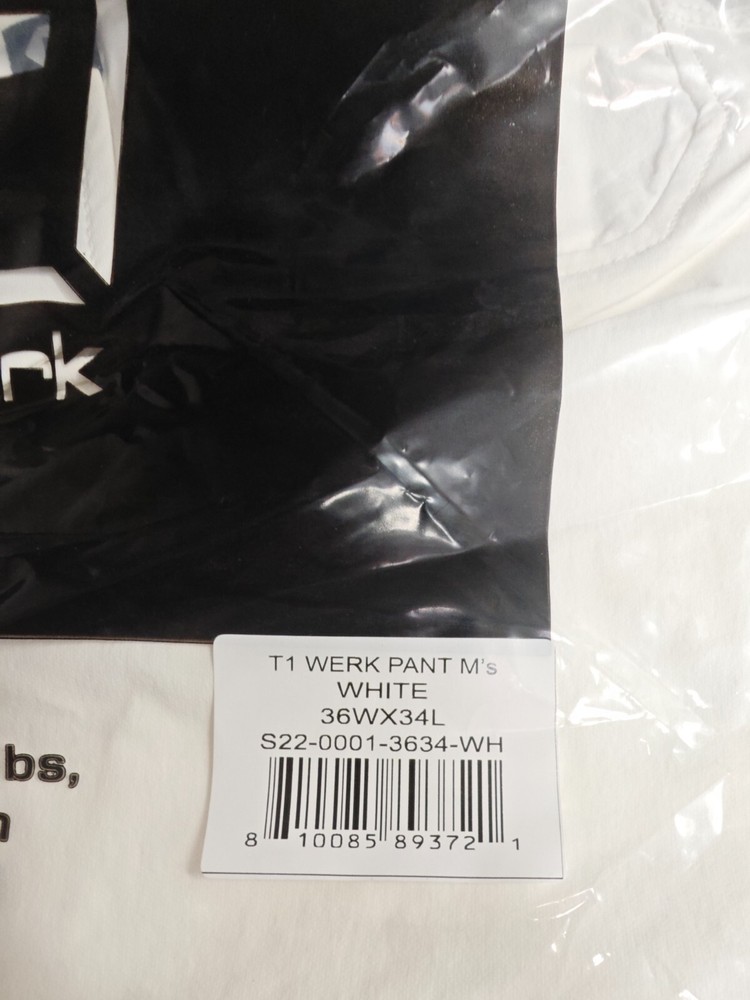 rk
T1 WERK PANT M's
WHITE
36WX34L
S22-0001-3634-WH
8 10085 89372 1
bs,